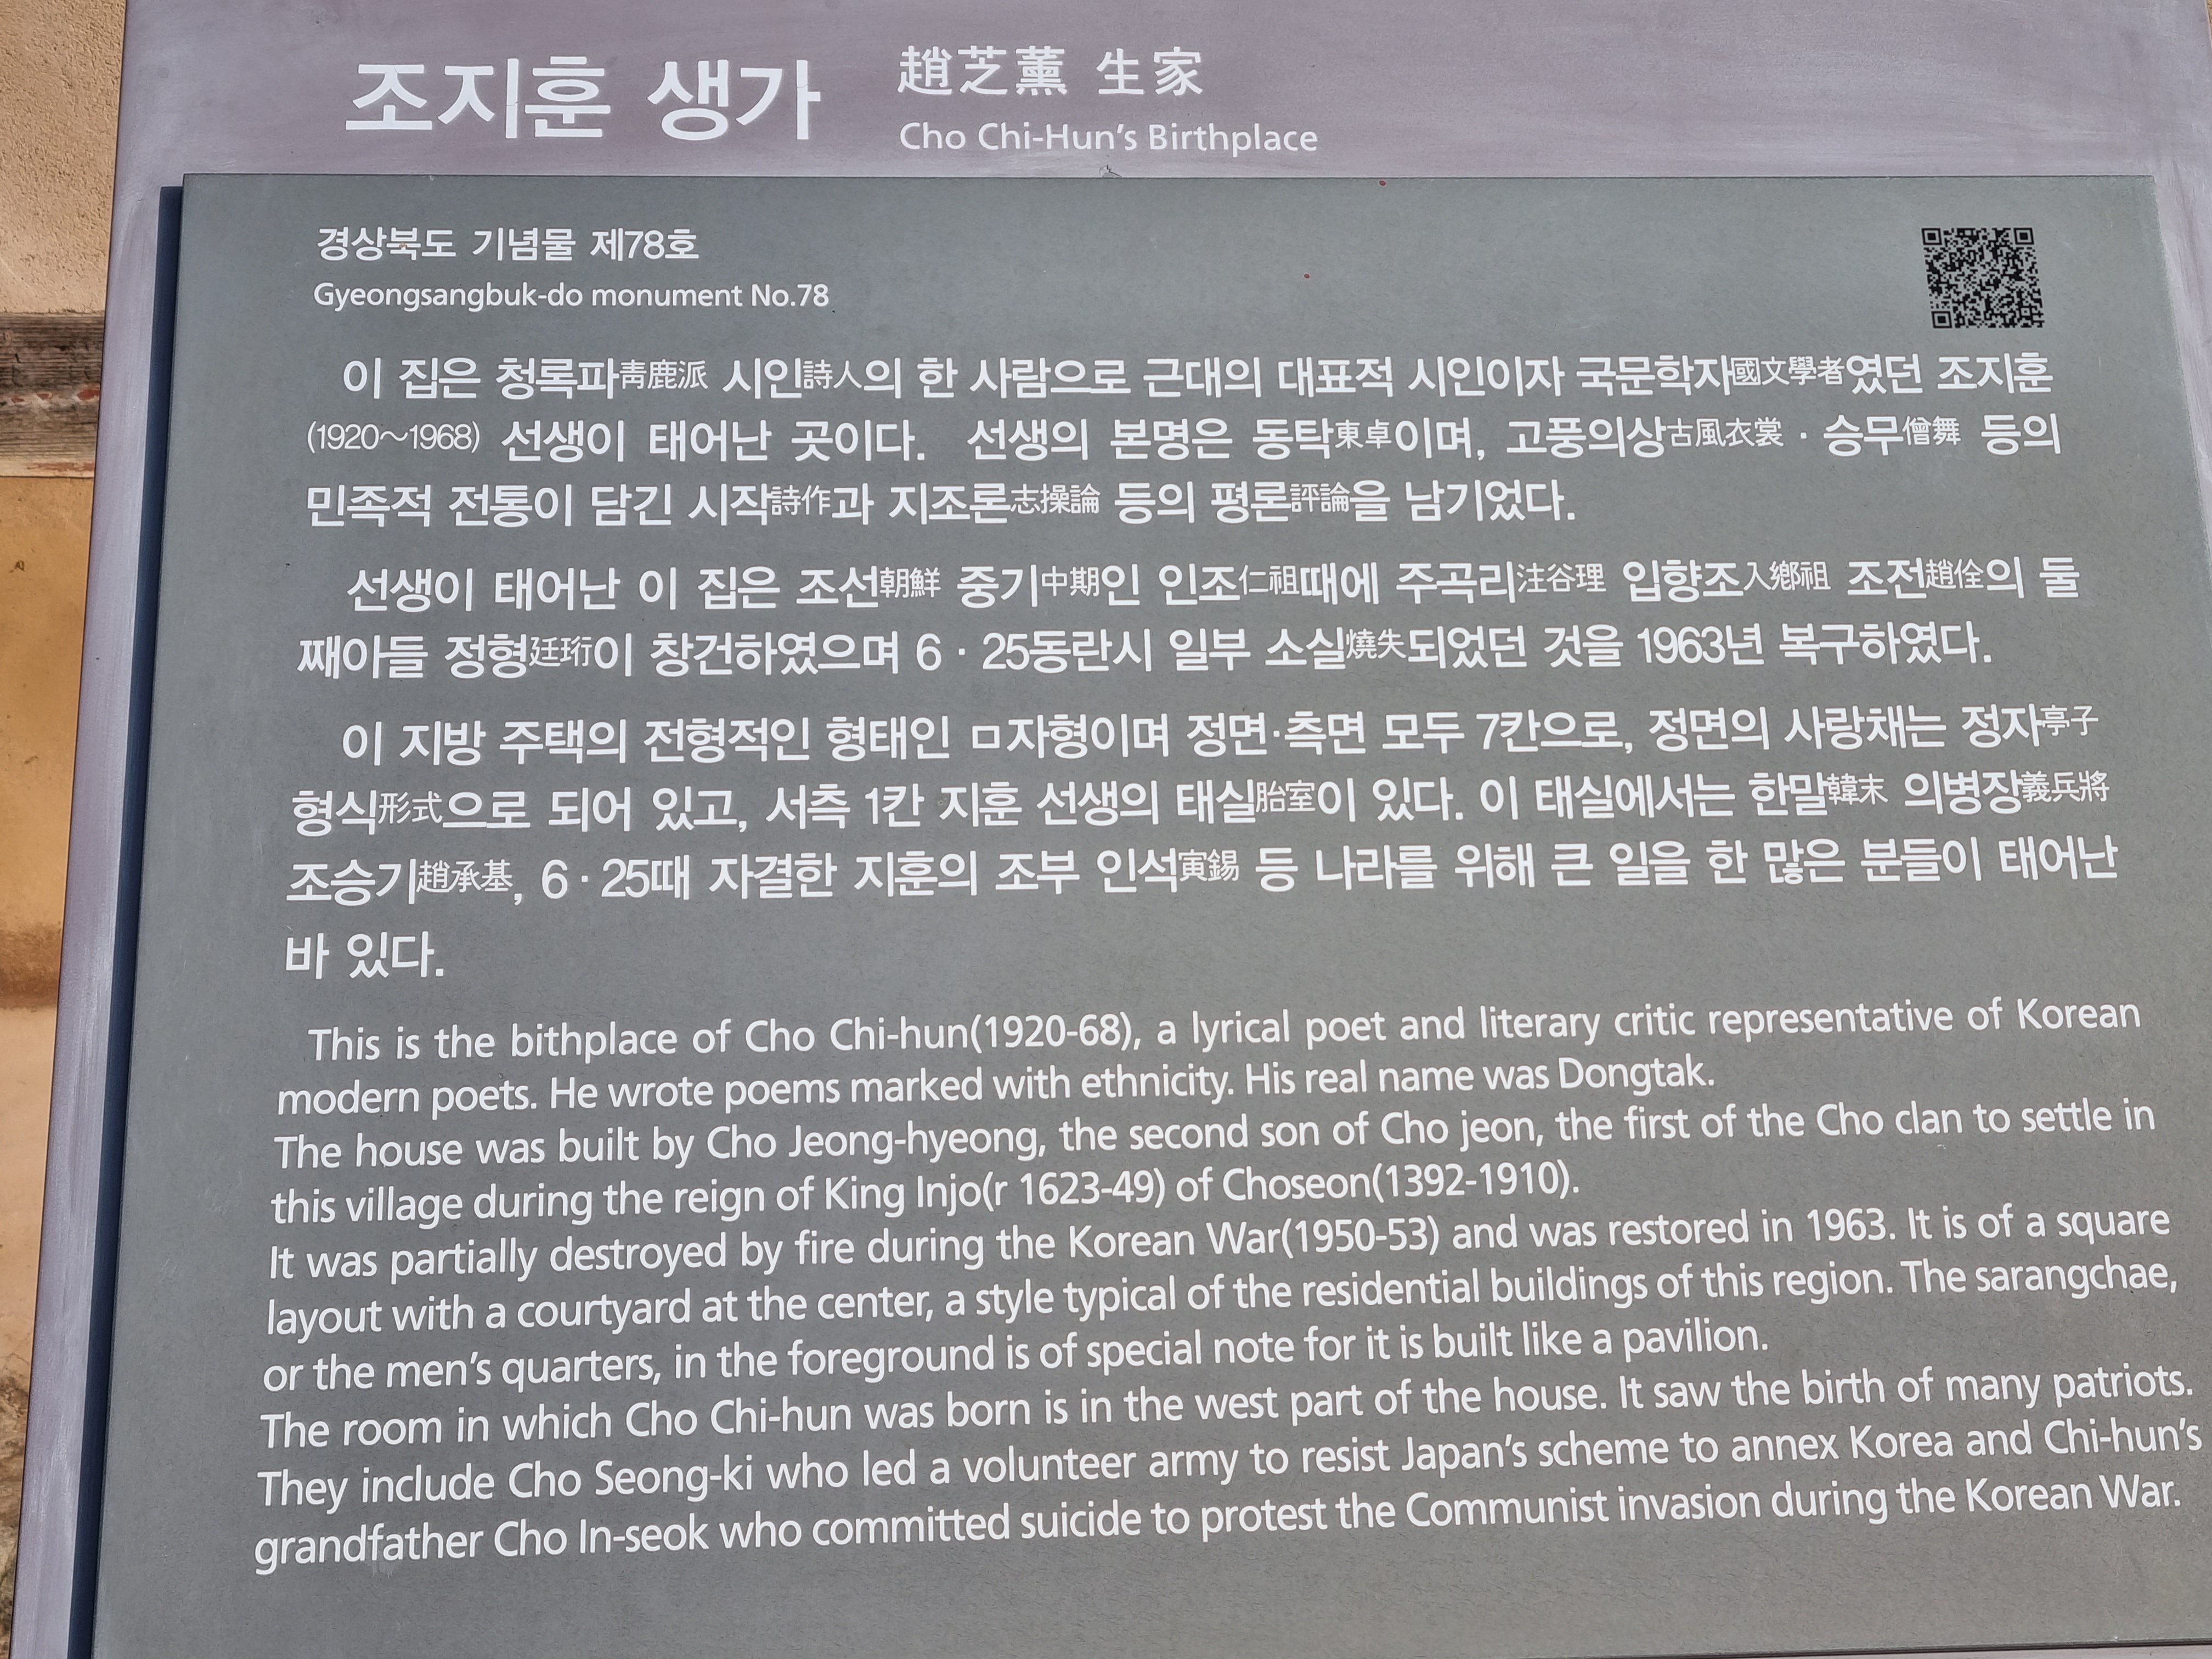 조지훈 생가
趙芝薰 生家
Cho Chi-Hun's Birthplace
경상북도 기념물 제78호
Gyeongsangbuk-do monument No.78
이 집은 청록파靑鹿派 시인詩人의 한 사람으로 근대의 대표적 시인이자 국문학자國文學者였던 조지훈
(1920~1968) 선생이 태어난 곳이다. 선생의 본명은 동탁東卓이며, 고풍의상古風衣裳 · 승무僧舞 등의
민족적 전통이 담긴 시작詩作과 지조론志操論 등의 평론評論을 남기었다.
선생이 태어난 이 집은 조선朝鮮 중기中期인 인조仁祖때에 주곡리注谷理 입향조入鄕祖 조전趙佺의 둘
째아들 정형廷珩이 창건하였으며 6 · 25동란시 일부 소실燒失되었던 것을 1963년 복구하였다.
이 지방 주택의 전형적인 형태인 ㅁ자형이며 정면·측면 모두 7칸으로, 정면의 사랑채는 정자亭子
형식形式으로 되어 있고, 서측 1칸 지훈 선생의 태실胎室이 있다. 이 태실에서는 한말韓末 의병장義兵將
조승기趙承基, 6 · 25때 자결한 지훈의 조부 인석寅錫 등 나라를 위해 큰 일을 한 많은 분들이 태어난
바 있다.
This is the bithplace of Cho Chi-hun(1920-68), a lyrical poet and literary critic representative of Korean
modern poets. He wrote poems marked with ethnicity. His real name was Dongtak.
The house was built by Cho Jeong-hyeong, the second son of Cho jeon, the first of the Cho clan to settle in
this village during the reign of King Injo(r 1623-49) of Choseon(1392-1910).
It was partially destroyed by fire during the Korean War(1950-53) and was restored in 1963. It is of a square
layout with a courtyard at the center, a style typical of the residential buildings of this region. The sarangchae,
or the men's quarters, in the foreground is of special note for it is built like a pavilion.
The room in which Cho Chi-hun was born is in the west part of the house. It saw the birth of many patriots.
They include Cho Seong-ki who led a volunteer army to resist Japan's scheme to annex Korea and Chi-hun's
grandfather Cho In-seok who committed suicide to protest the Communist invasion during the Korean War.